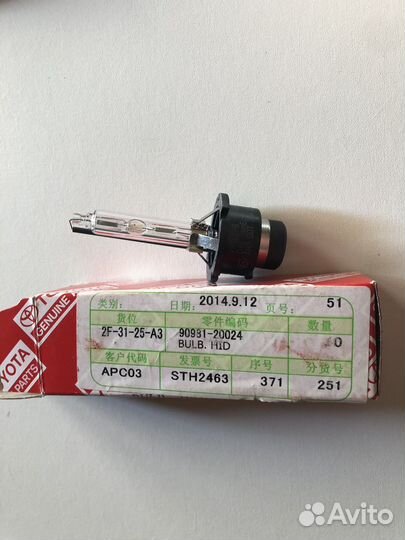 类别: 日期: 2014.9.12 页号: 51
货位 零件编码 数量
2F-31-25-A3 90981-20024
BULB. HID 0
客户代码 发票号 序号 分货号
APC03 STH2463 371 251
TOYOTA
GENUINE
PARTS
Avito